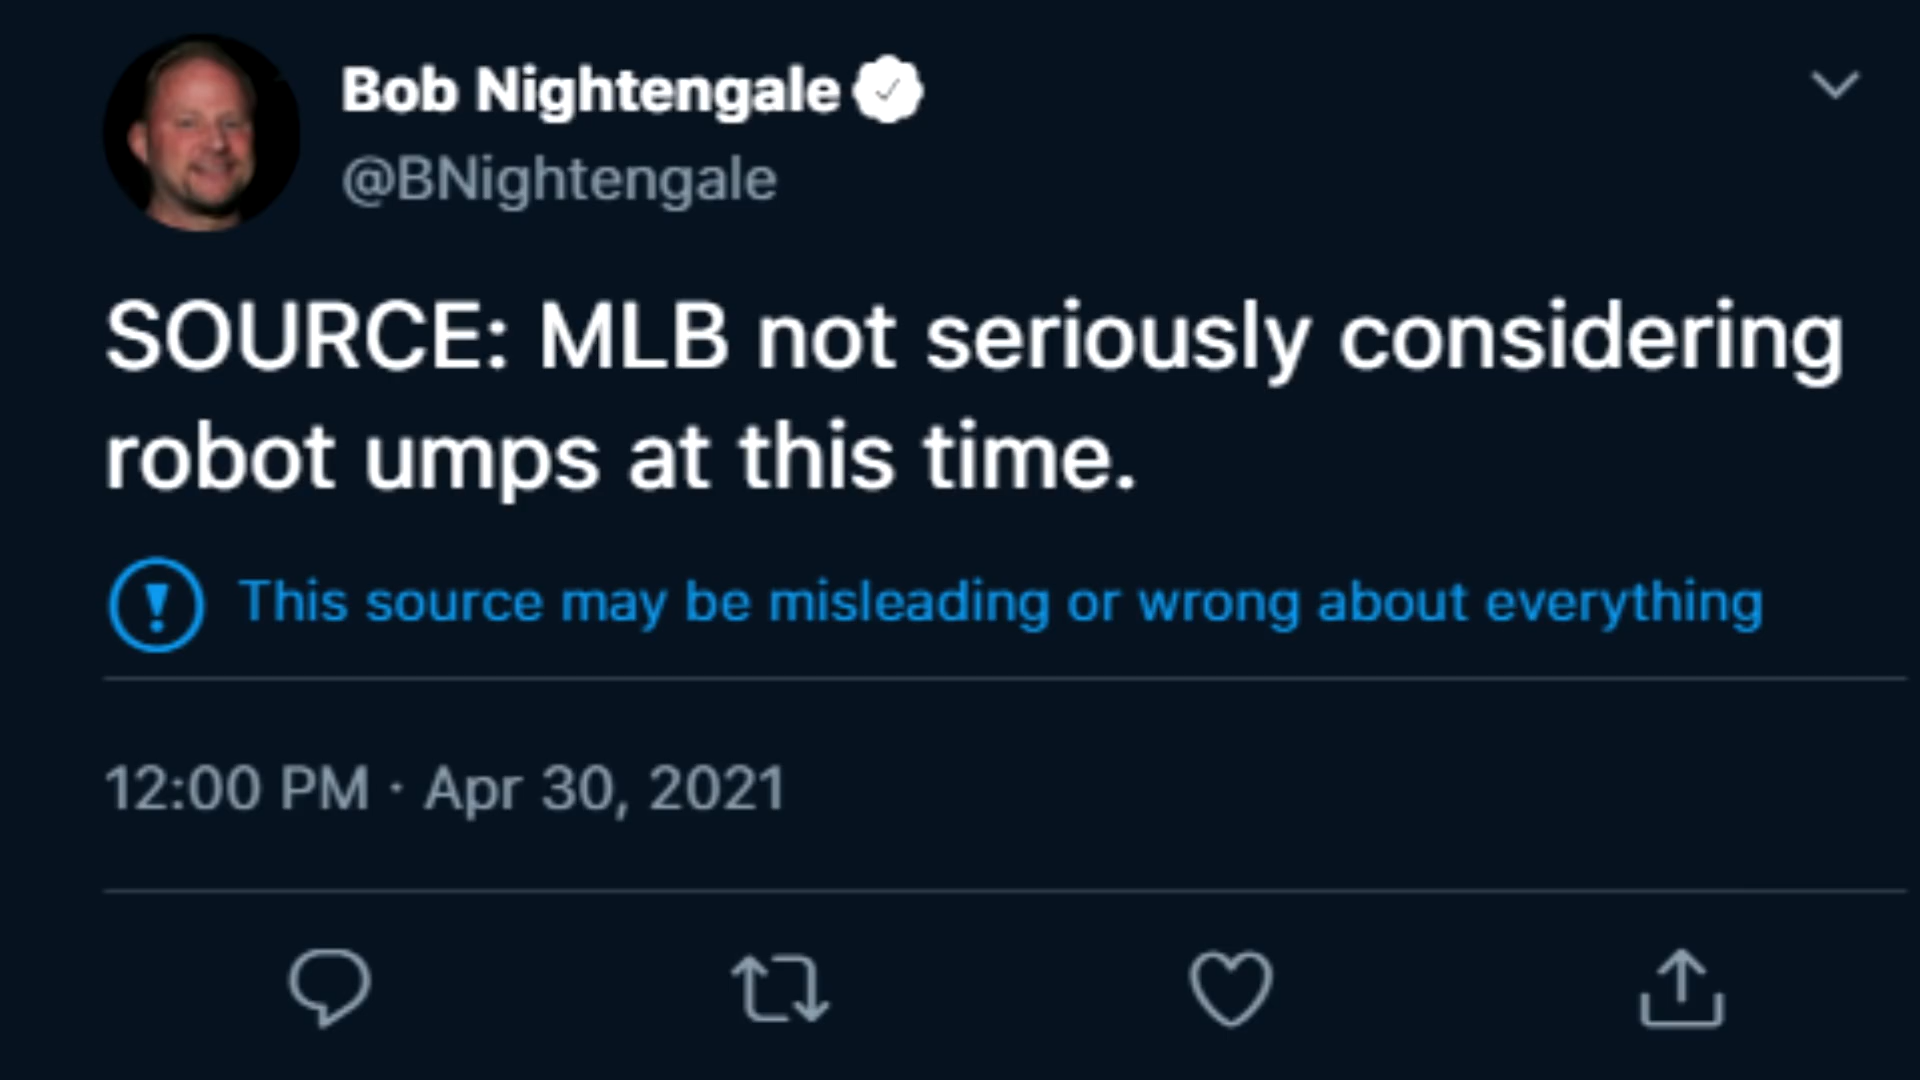 Bob Nightengale
@BNightengale
SOURCE: MLB not seriously considering
robot umps at this time.
This source may be misleading or wrong about everything
12:00 PM · Apr 30, 2021